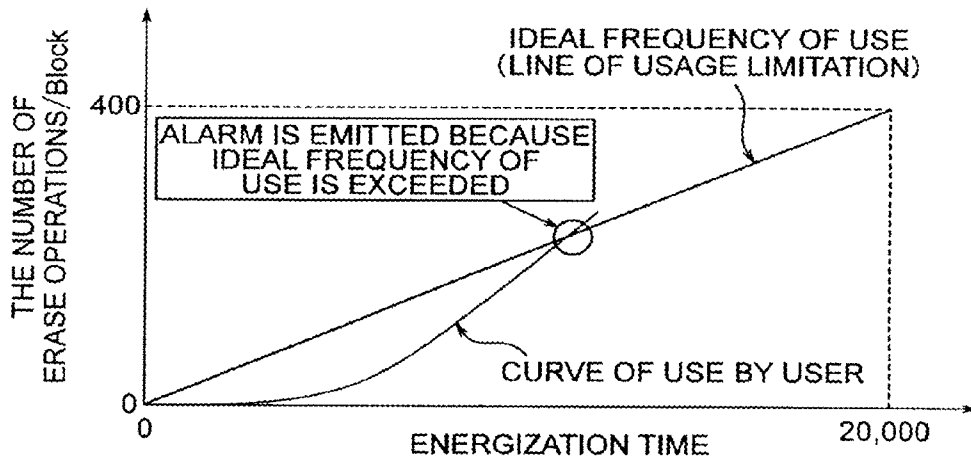 THE NUMBER OF
ERASE OPERATIONS/Block
IDEAL FREQUENCY OF USE
(LINE OF USAGE LIMITATION)
400
ALARM IS EMITTED BECAUSE
IDEAL FREQUENCY OF
USE IS EXCEEDED
CURVE OF USE BY USER
0
0
ENERGIZATION TIME
20,000